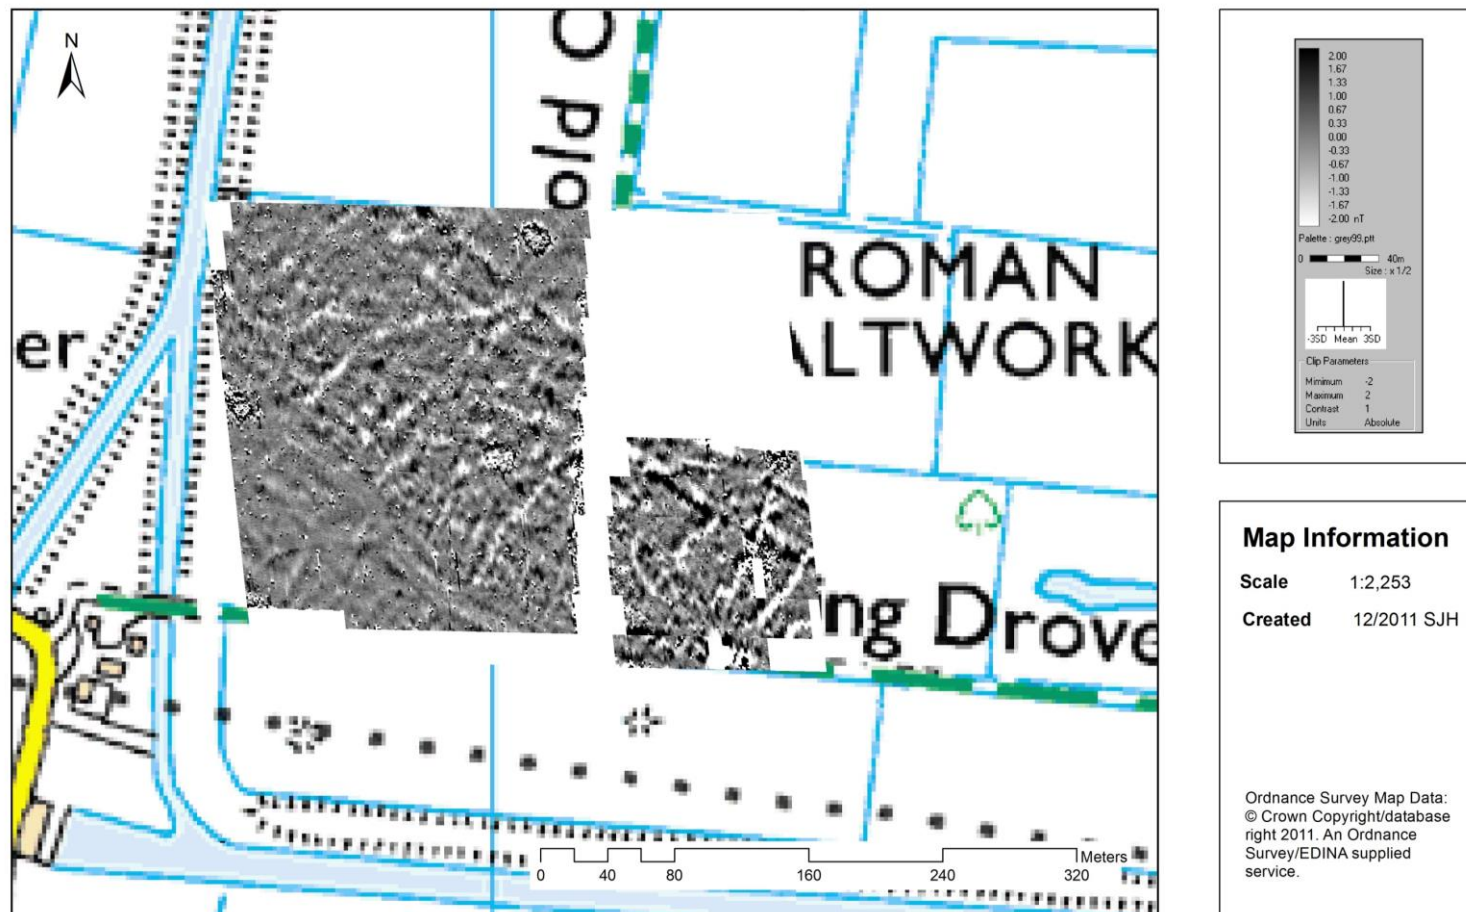 N
old
ROMAN
ALTWORK
er
ng Drove
Meters
0 40 80 160 240 320
2.00
1.67
1.33
1.00
0.67
0.33
0.00
-0.33
-0.67
-1.00
-1.33
-1.67
-2.00 nT
Palette : grey99.ptt
0 40m
Size : x 1/2
-3SD Mean 3SD
Clip Parameters
Minimum -2
Maximum 2
Contrast 1
Units Absolute
Map Information
Scale 1:2,253
Created 12/2011 SJH
Ordnance Survey Map Data:
© Crown Copyright/database
right 2011. An Ordnance
Survey/EDINA supplied
service.